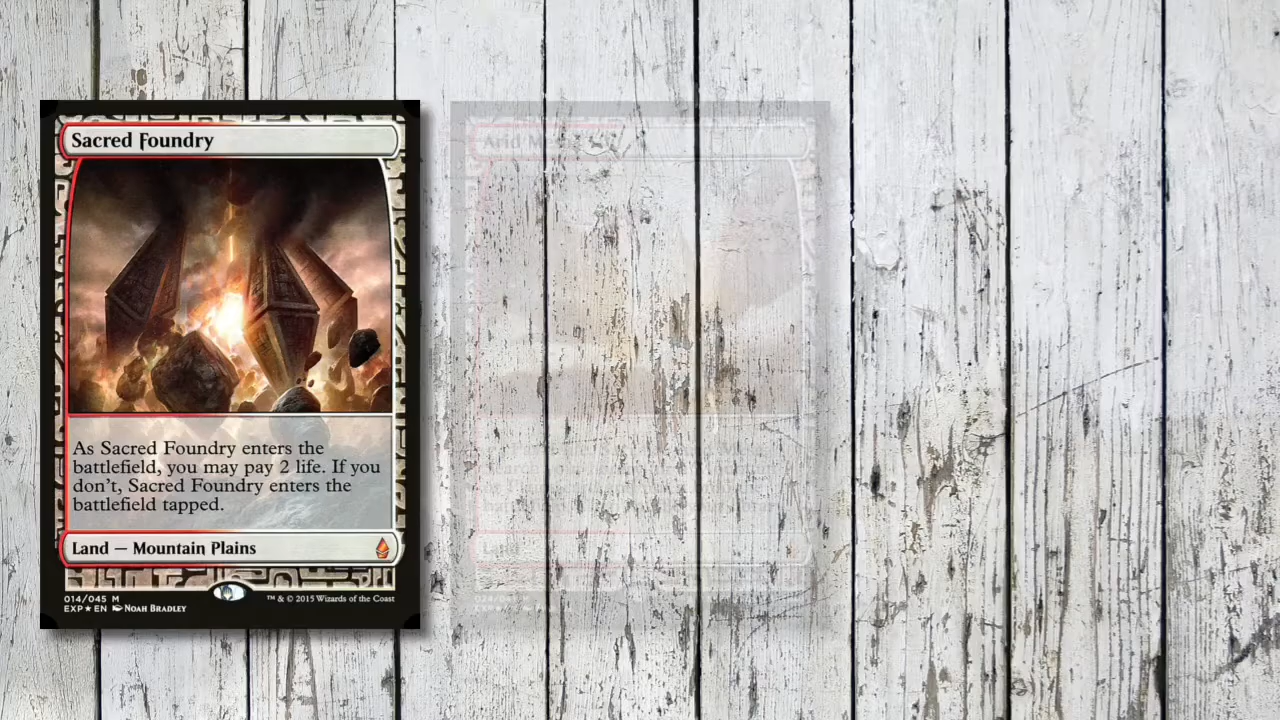 Sacred Foundry
As Sacred Foundry enters the
battlefield, you may pay 2 life. If you
don't, Sacred Foundry enters the
battlefield tapped.
Land — Mountain Plains
014/045 M
EXP★EN Noah Bradley
™ & © 2015 Wizards of the Coast
Arid